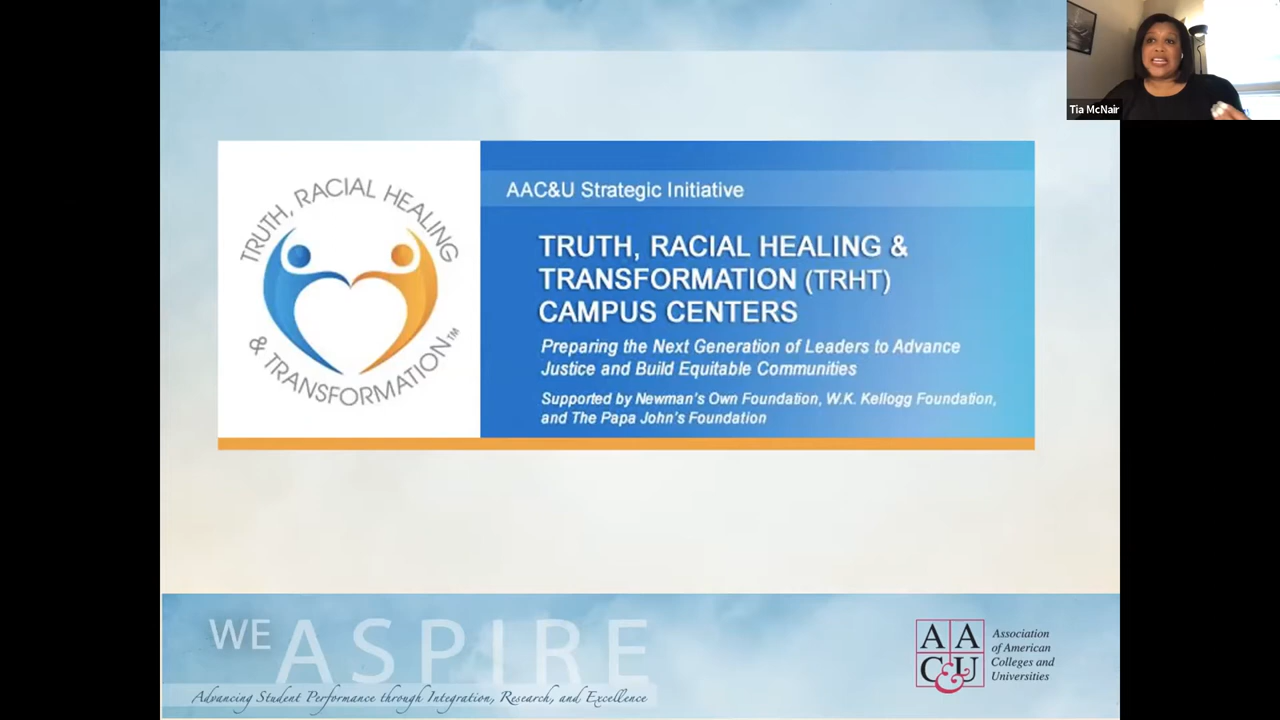 Tia McNair
TRUTH, RACIAL HEALING
& TRANSFORMATION™
AAC&U Strategic Initiative
TRUTH, RACIAL HEALING &
TRANSFORMATION (TRHT)
CAMPUS CENTERS
Preparing the Next Generation of Leaders to Advance
Justice and Build Equitable Communities
Supported by Newman's Own Foundation, W.K. Kellogg Foundation,
and The Papa John's Foundation
WE ASPIRE
Advancing Student Performance through Integration, Research, and Excellence
AA
C&U
Association
of American
Colleges and
Universities